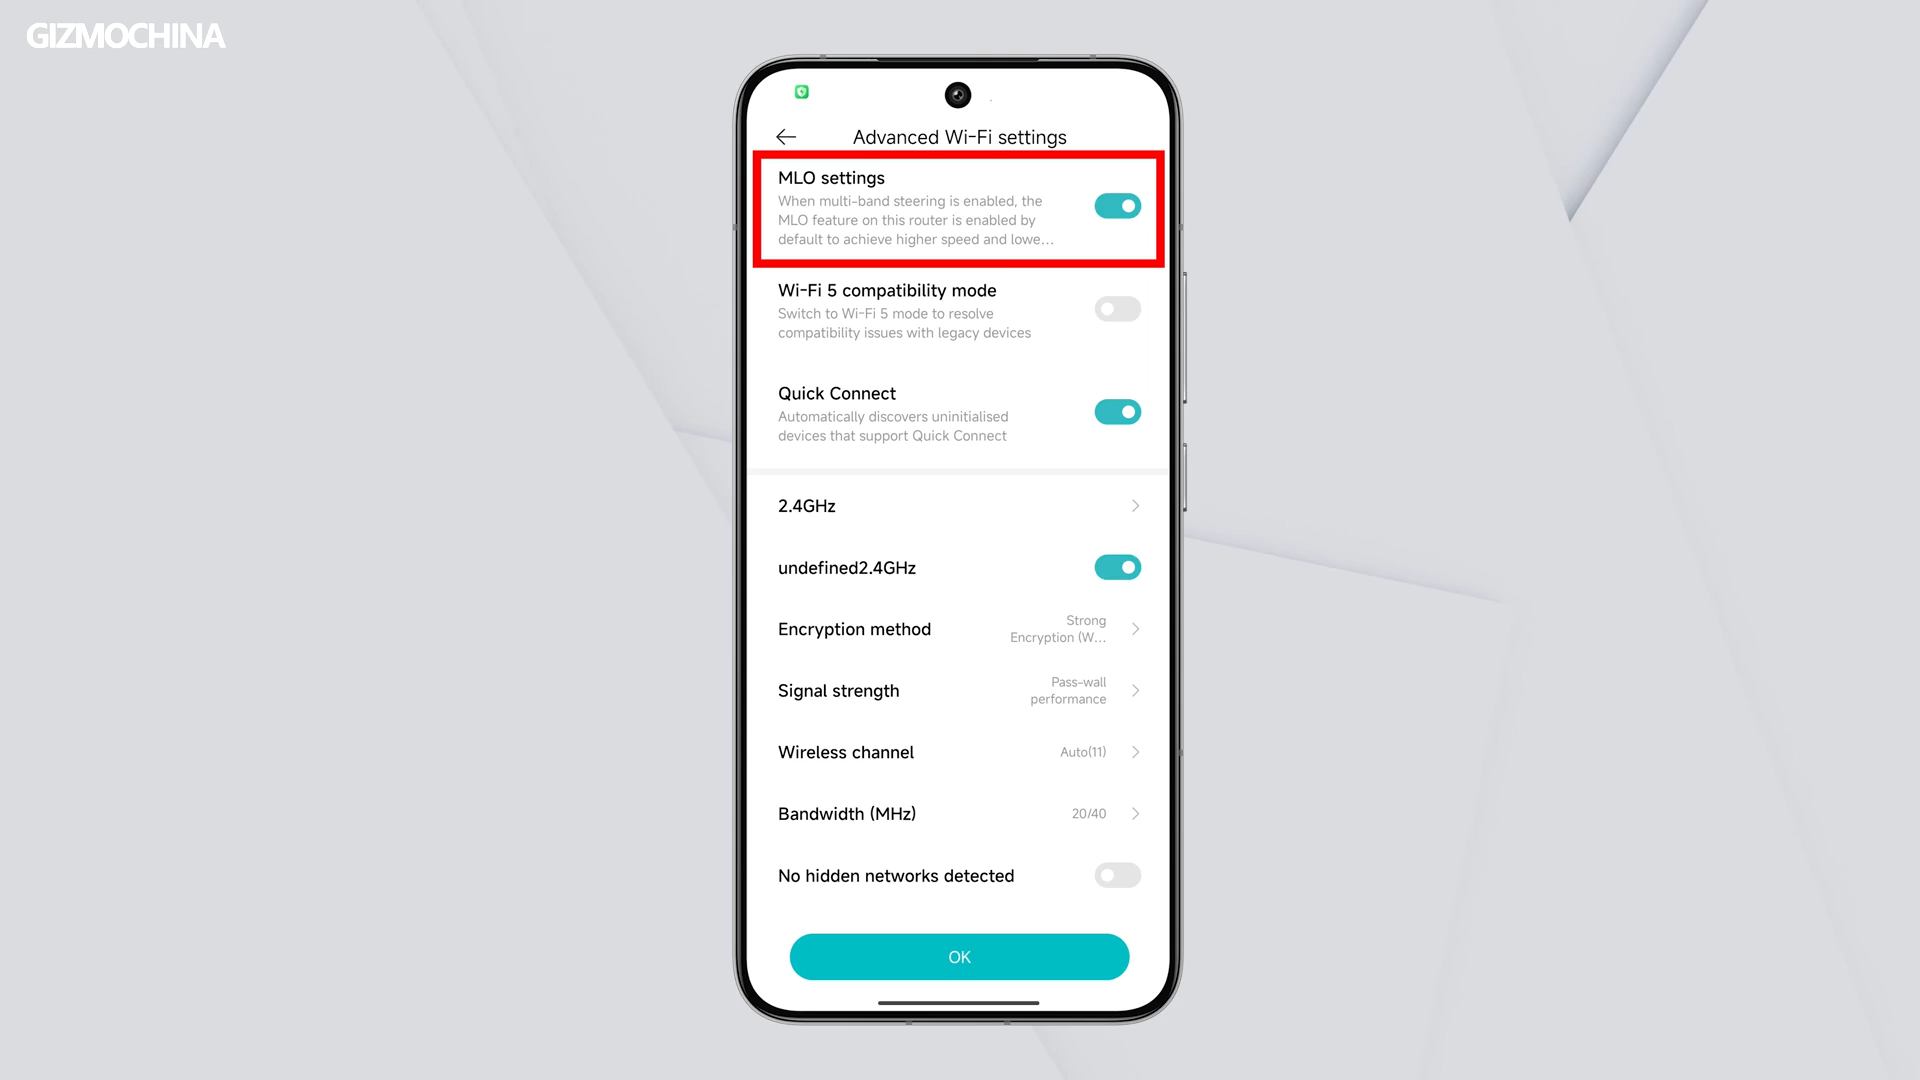 GIZMOCHINA
Advanced Wi-Fi settings
MLO settings
When multi-band steering is enabled, the
MLO feature on this router is enabled by
default to achieve higher speed and lowe...
Wi-Fi 5 compatibility mode
Switch to Wi-Fi 5 mode to resolve
compatibility issues with legacy devices
Quick Connect
Automatically discovers uninitialised
devices that support Quick Connect
2.4GHz
undefined2.4GHz
Encryption method
Strong
Encryption (W...
Signal strength
Pass-wall
performance
Wireless channel
Auto(11)
Bandwidth (MHz)
20/40
No hidden networks detected
OK